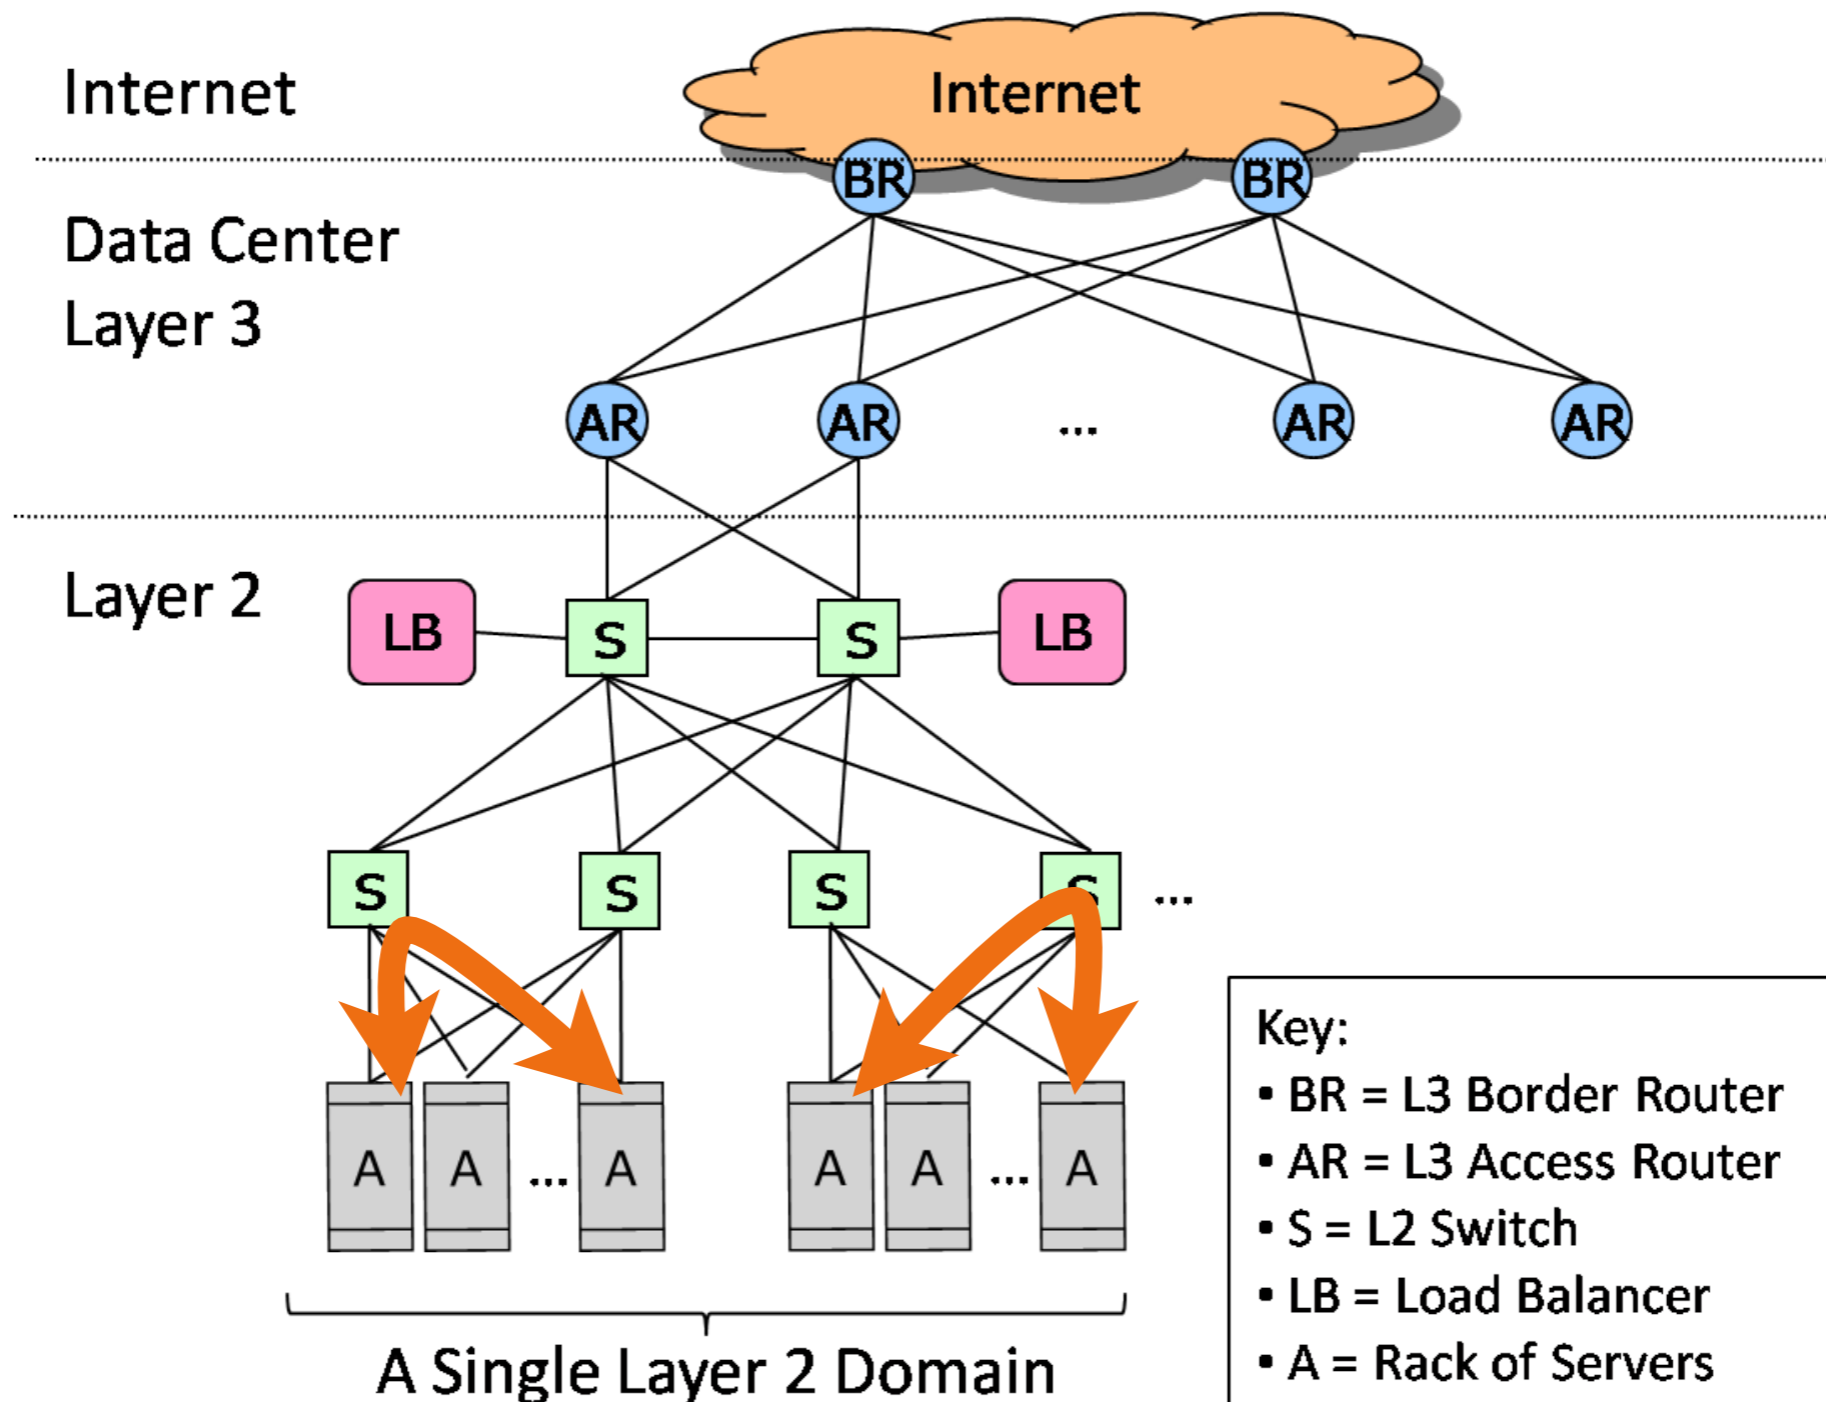 Internet
Internet
BR BR
Data Center
Layer 3
AR AR ... AR AR
Layer 2
LB S S LB
S S S S ...
A A ... A A A ... A
A Single Layer 2 Domain
Key:
• BR = L3 Border Router
• AR = L3 Access Router
• S = L2 Switch
• LB = Load Balancer
• A = Rack of Servers